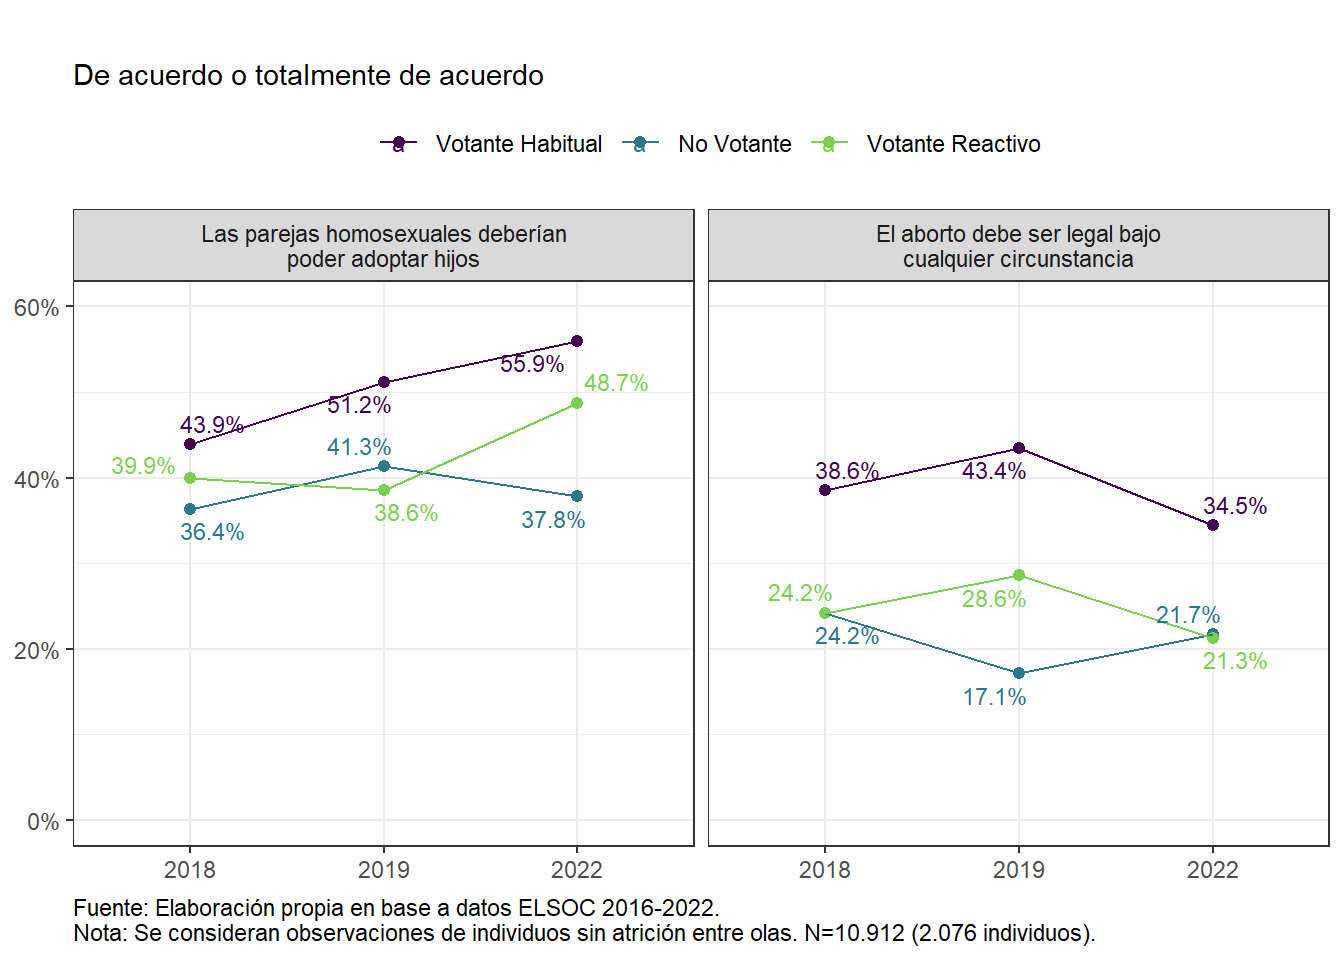 De acuerdo o totalmente de acuerdo
a Votante Habitual a No Votante a Votante Reactivo
Las parejas homosexuales deberían
poder adoptar hijos
El aborto debe ser legal bajo
cualquier circunstancia
60%
40%
20%
0%
43.9%
51.2%
55.9%
39.9%
38.6%
48.7%
36.4%
41.3%
37.8%
38.6%
43.4%
34.5%
24.2%
28.6%
21.3%
24.2%
17.1%
21.7%
2018 2019 2022
2018 2019 2022
Fuente: Elaboración propia en base a datos ELSOC 2016-2022.
Nota: Se consideran observaciones de individuos sin atrición entre olas. N=10.912 (2.076 individuos).